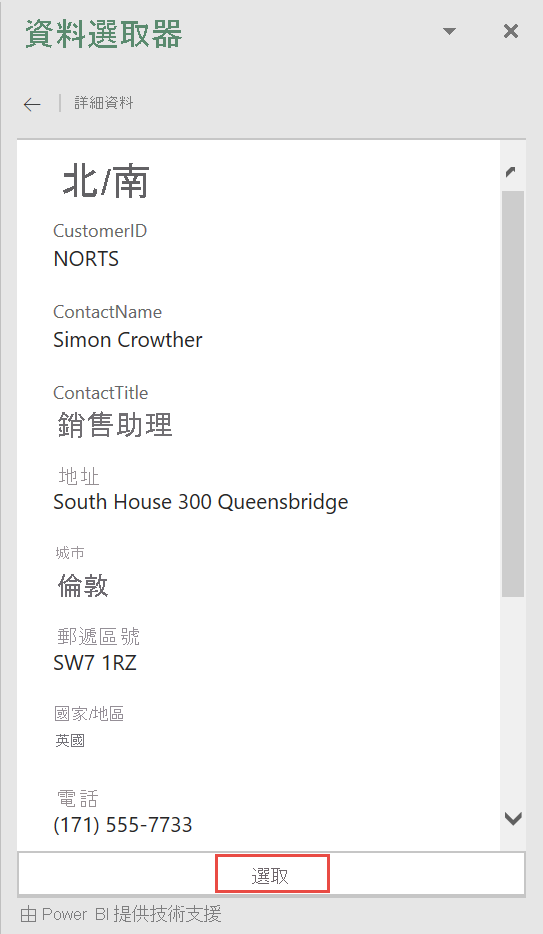 資料選取器
詳細資料
北/南
CustomerID
NORTS
ContactName
Simon Crowther
ContactTitle
銷售助理
地址
South House 300 Queensbridge
城市
倫敦
郵遞區號
SW7 1RZ
國家/地區
英國
電話
(171) 555-7733
選取
由 Power BI 提供技術支援